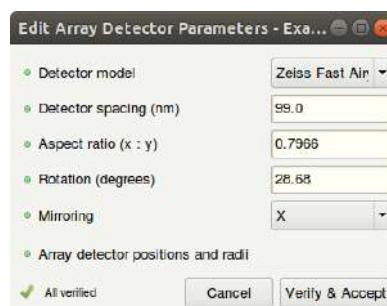 Edit Array Detector Parameters - Exa...
Detector model
Zeiss Fast Air
Detector spacing (nm)
99.0
Aspect ratio (x : y)
0.7966
Rotation (degrees)
28.68
Mirroring
X
Array detector positions and radii
All verified
Cancel
Verify & Accept